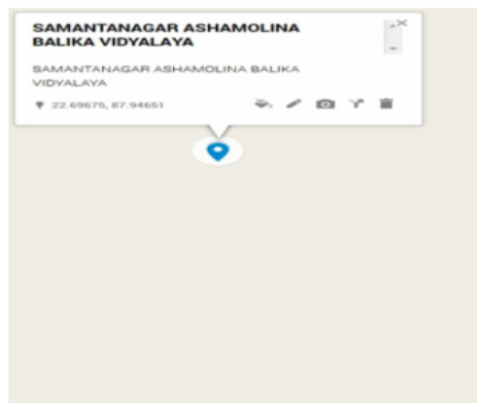 SAMANTANAGAR ASHAMOLINA
BALIKA VIDYALAYA
SAMANTANAGAR ASHAMOLINA BALIKA
VIDYALAYA
22.69675, 87.94651